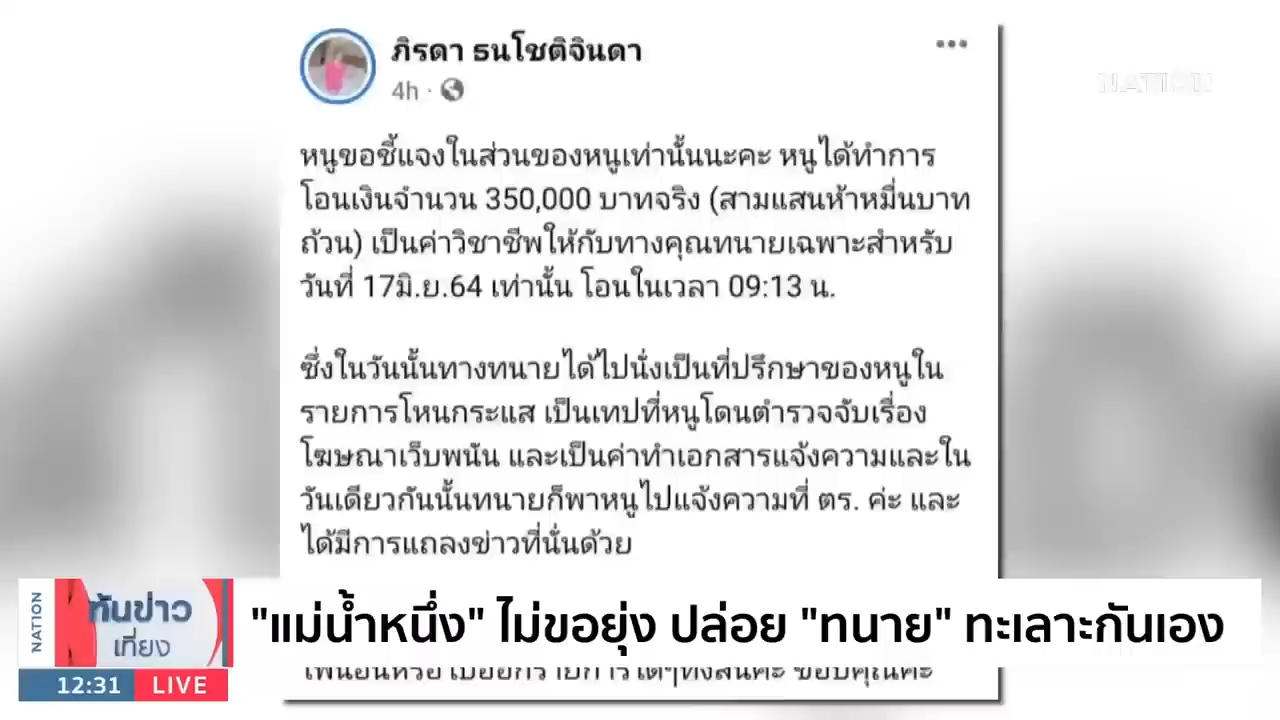 ภิรดา ธนโชติจินดา
4h
NATION
หนูขอชี้แจงในส่วนของหนูเท่านั้นนะคะ หนูได้ทำการ
โอนเงินจำนวน 350,000 บาทจริง (สามแสนห้าหมื่นบาท
ถ้วน) เป็นค่าวิชาชีพให้กับทางคุณทนายเฉพาะสำหรับ
วันที่ 17มิ.ย.64 เท่านั้น โอนในเวลา 09:13 น.
ซึ่งในวันนั้นทางทนายได้ไปนั่งเป็นที่ปรึกษาของหนูใน
รายการโหนกระแส เป็นเทปที่หนูโดนตำรวจจับเรื่อง
โฆษณาเว็บพนัน และเป็นค่าทำเอกสารแจ้งความและใน
วันเดียวกันนั้นทนายก็พาหนูไปแจ้งความที่ ตร. ค่ะ และ
ได้มีการแถลงข่าวที่นั่นด้วย
NATION
ทันข่าว
เที่ยง
"แม่น้ำหนึ่ง" ไม่ขอยุ่ง ปล่อย "ทนาย" ทะเลาะกันเอง
12:31 LIVE